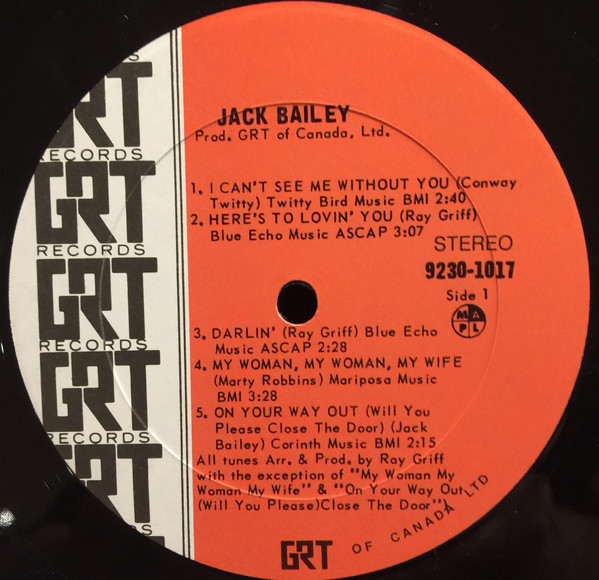 GRT
RECORDS
GRT
RECORDS
GRT
RECORDS
GRT
RECORDS
GRT
JACK BAILEY
Prod. GRT of Canada, Ltd.
1. I CAN'T SEE ME WITHOUT YOU (Conway
Twitty) Twitty Bird Music BMI 2:40
2. HERE'S TO LOVIN' YOU (Ray Griff)
Blue Echo Music ASCAP 3:07
STEREO
9230-1017
Side 1
MAPL
3. DARLIN' (Ray Griff) Blue Echo
Music ASCAP 2:28
4. MY WOMAN, MY WOMAN, MY WIFE
(Marty Robbins) Mariposa Music
BMI 3:28
5. ON YOUR WAY OUT (Will You
Please Close The Door) (Jack
Bailey) Corinth Music BMI 2:15
All tunes Arr. & Prod. by Ray Griff
with the exception of "My Woman My
Woman My Wife" & "On Your Way Out
(Will You Please)Close The Door")
GRT OF CANADA LTD